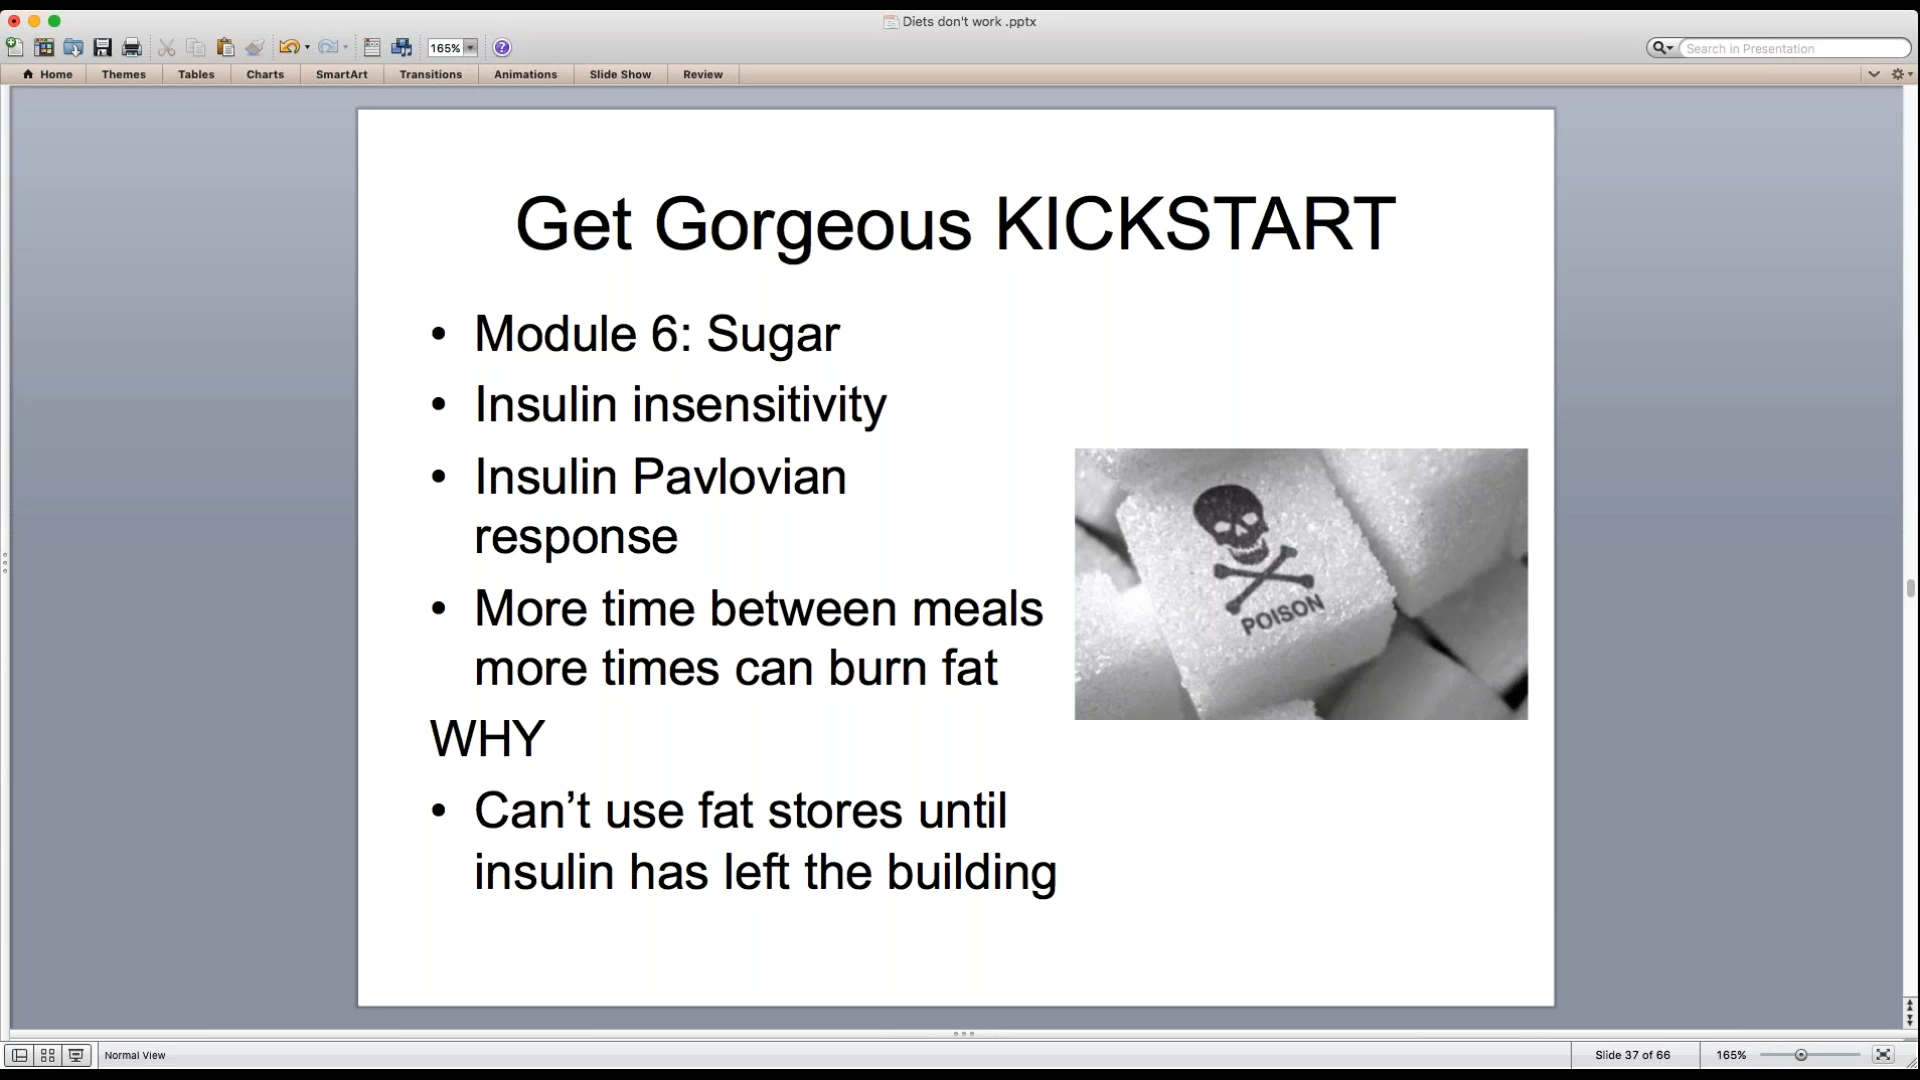 Diets don't work .pptx
165%
Search in Presentation
Home Themes Tables Charts SmartArt Transitions Animations Slide Show Review
Get Gorgeous KICKSTART
• Module 6: Sugar
• Insulin insensitivity
• Insulin Pavlovian
response
• More time between meals
more times can burn fat
WHY
• Can’t use fat stores until
insulin has left the building
POISON
Normal View
Slide 37 of 66
165%